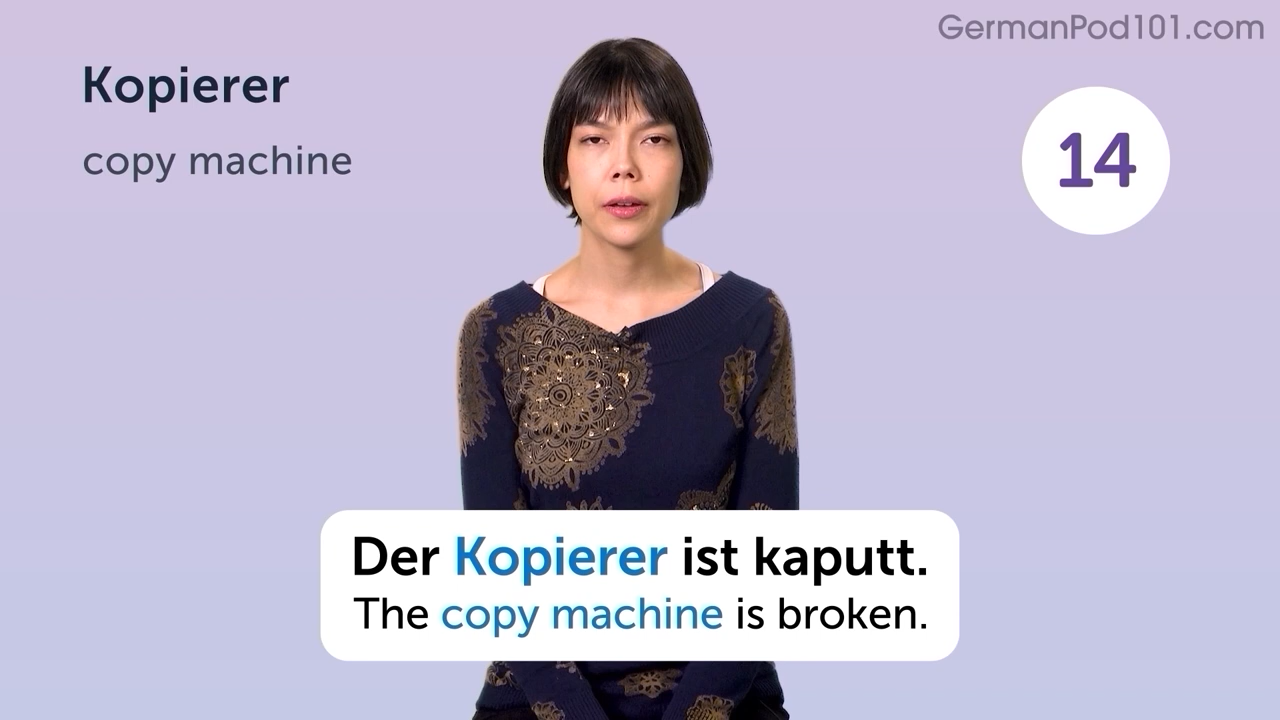 GermanPod101.com
Kopierer
copy machine
14
Der Kopierer ist kaputt.
The copy machine is broken.